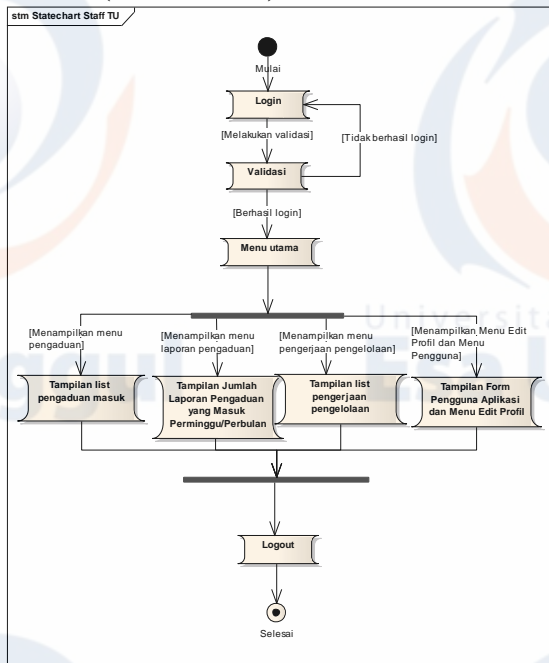 stm Statechart Staff TU
Mulai
Login
[Melakukan validasi]
[Tidak berhasil login]
Validasi
[Berhasil login]
Menu utama
Universita
[Menampilkan menu
pengaduan]
[Menampilkan menu
laporan pengaduan]
[Menampilkan menu
pengerjaan pengelolaan]
[Menampilkan Menu Edit
Profil dan Menu
Pengguna]
ggul
Esa
Tampilan list
pengaduan masuk
Tampilan Jumlah
Laporan Pengaduan
yang Masuk
Perminggu/Perbulan
Tampilan list
pengerjaan
pengelolaan
Tampilan Form
Pengguna Aplikasi
dan Menu Edit Profil
Logout
Selesai